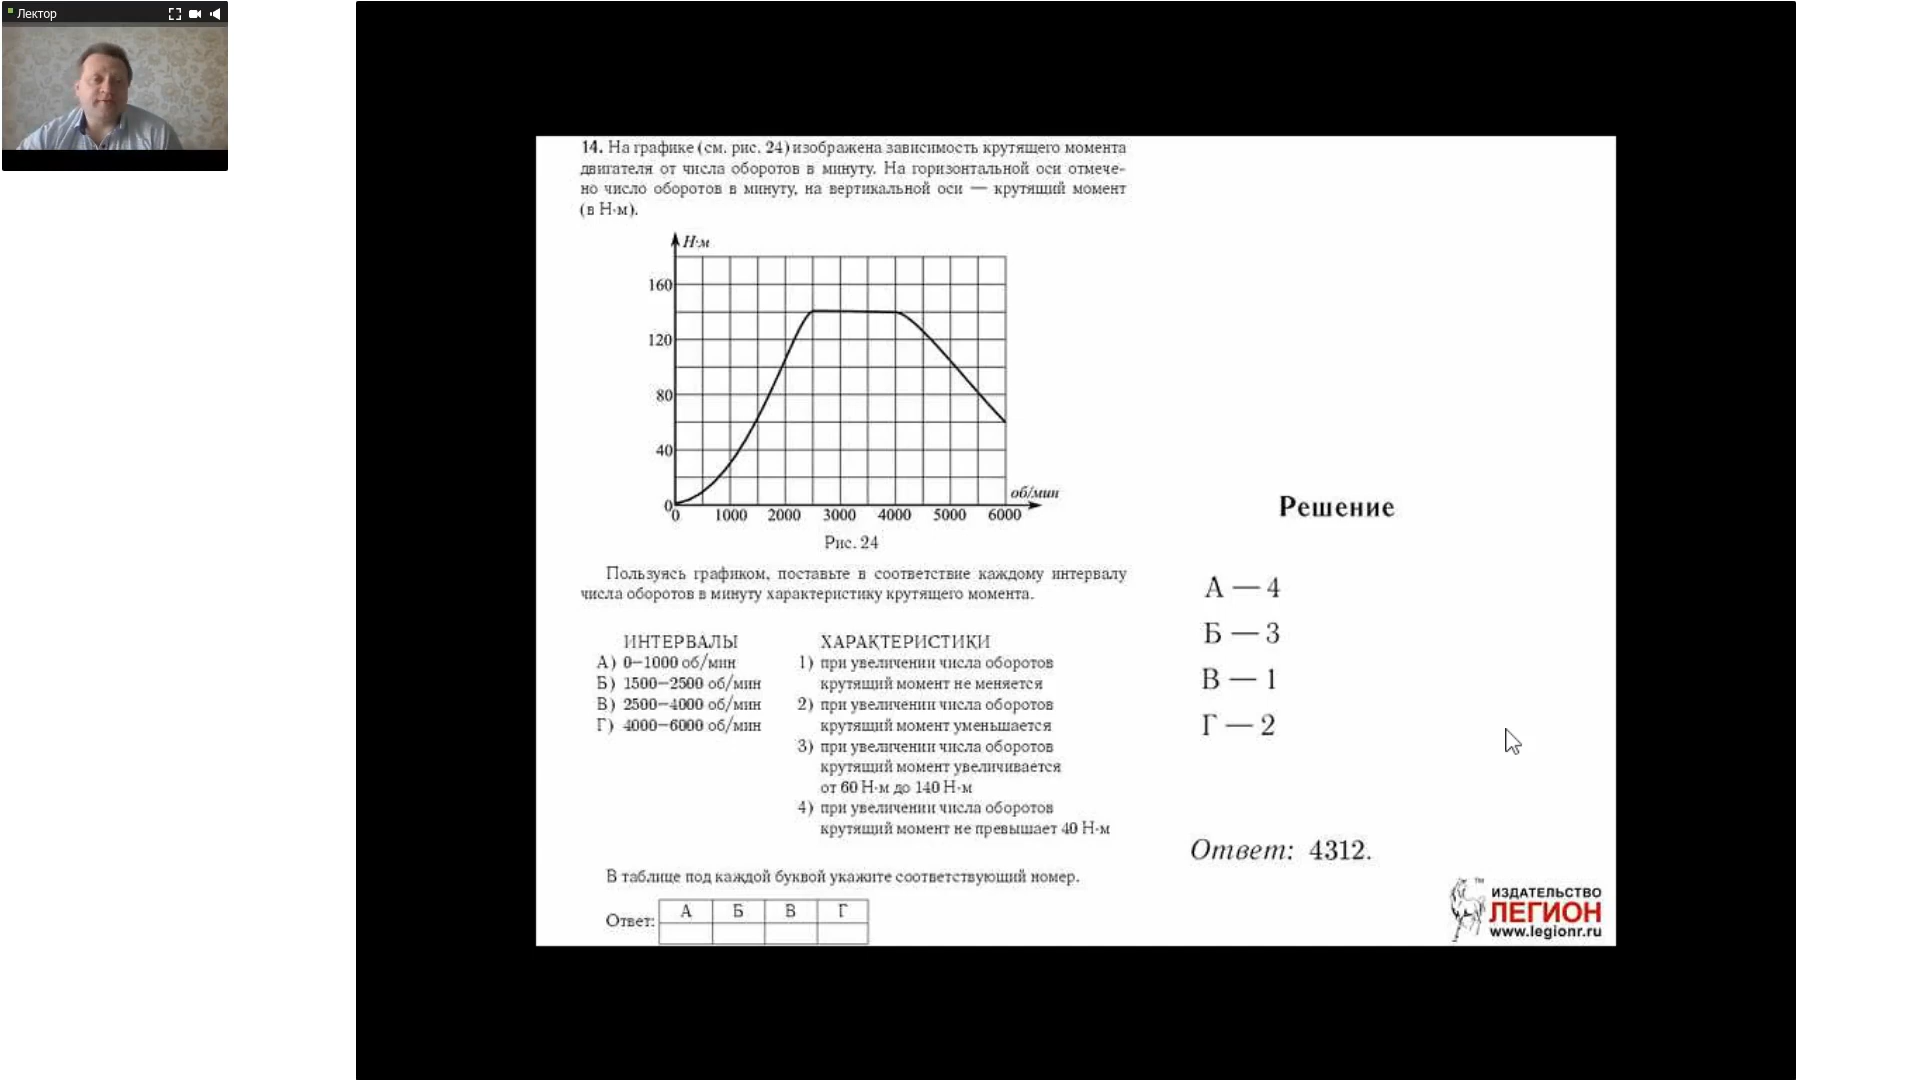 Лектор
14. На графике (см. рис. 24) изображена зависимость крутящего момента
двигателя от числа оборотов в минуту. На горизонтальной оси отмече-
но число оборотов в минуту, на вертикальной оси — крутящий момент
(в Н·м).
Н·м
160
120
80
40
0
об/мин
0 1000 2000 3000 4000 5000 6000
Рис. 24
Пользуясь графиком, поставьте в соответствие каждому интервалу
числа оборотов в минуту характеристику крутящего момента.
ИНТЕРВАЛЫ
А) 0—1000 об/мин
Б) 1500—2500 об/мин
В) 2500—4000 об/мин
Г) 4000—6000 об/мин
ХАРАКТЕРИСТИКИ
1) при увеличении числа оборотов
крутящий момент не меняется
2) при увеличении числа оборотов
крутящий момент уменьшается
3) при увеличении числа оборотов
крутящий момент увеличивается
от 60 Н·м до 140 Н·м
4) при увеличении числа оборотов
крутящий момент не превышает 40 Н·м
В таблице под каждой буквой укажите соответствующий номер.
Ответ: А Б В Г
Решение
А — 4
Б — 3
В — 1
Г — 2
Ответ: 4312.
TM
ИЗДАТЕЛЬСТВО
ЛЕГИОН
www.legionr.ru